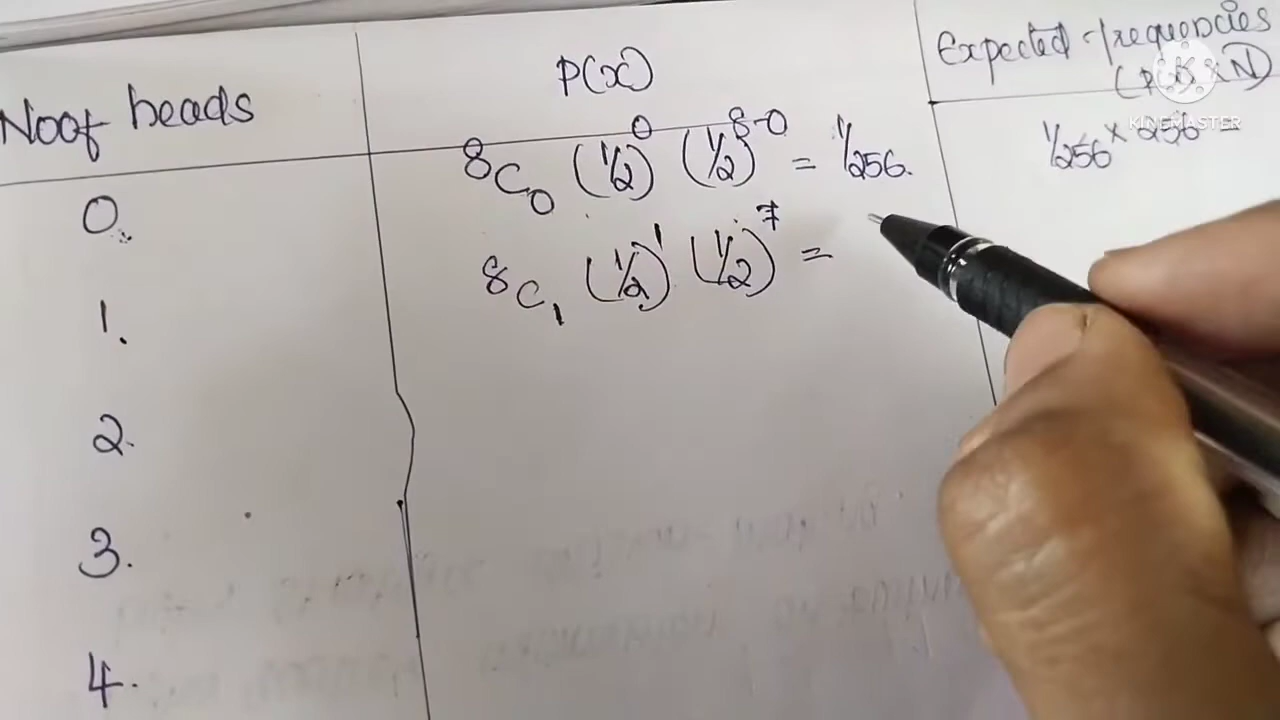 No of heads
P(x)
Expected frequencies
(P(x) x N)
0.
8C0 (1/2)^0 (1/2)^8-0 = 1/256.
1/256 x 256 =
1.
8C1 (1/2)^1 (1/2)^7 =
2.
3.
4.
KINEMASTER